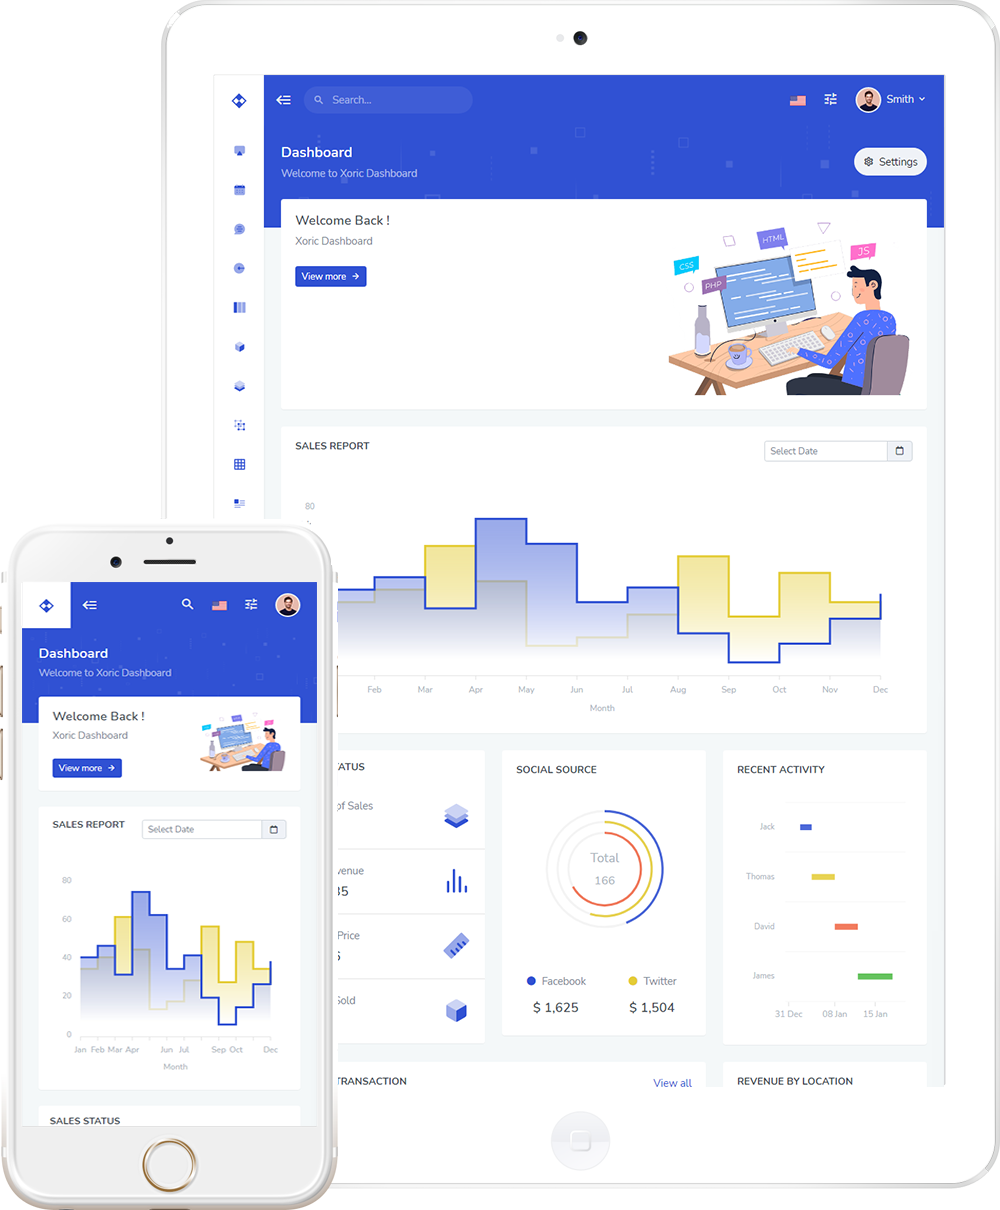 Search...
Smith
Dashboard
Welcome to Xoric Dashboard
Settings
Welcome Back !
Xoric Dashboard
View more
HTML
CSS
PHP
JS
SALES REPORT
Select Date
80
Feb Mar Apr May Jun Jul Aug Sep Oct Nov Dec
Month
ATUS
of Sales
venue
35
Price
Sold
SOCIAL SOURCE
Total
166
Facebook
Twitter
$ 1,625
$ 1,504
RECENT ACTIVITY
Jack
Thomas
David
James
31 Dec 08 Jan 15 Jan
TRANSACTION
View all
REVENUE BY LOCATION
Dashboard
Welcome to Xoric Dashboard
Welcome Back !
Xoric Dashboard
View more
SALES REPORT
Select Date
80
60
40
20
0
Jan Feb Mar Apr Jun Jul Sep Oct Dec
Month
SALES STATUS